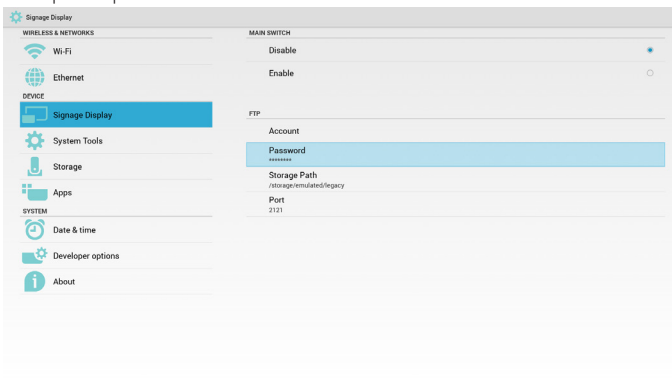 Signage Display
WIRELESS & NETWORKS
Wi-Fi
Ethernet
DEVICE
Signage Display
System Tools
Storage
Apps
SYSTEM
Date & time
Developer options
About
MAIN SWITCH
Disable
Enable
FTP
Account
Password
********
Storage Path
/storage/emulated/legacy
Port
2121